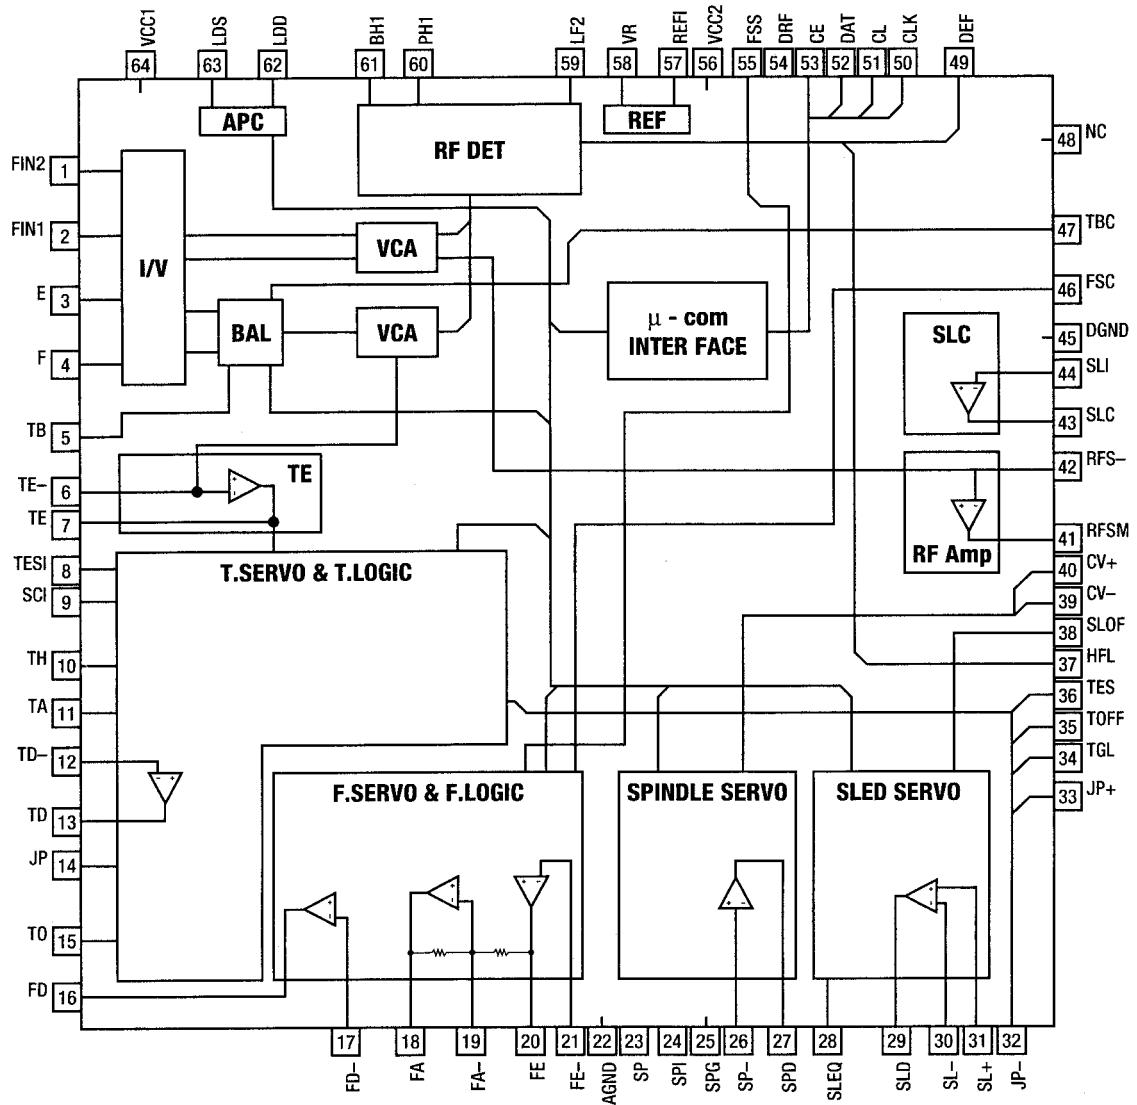 VCC1 LDS LDD BH1 PH1 LF2 VR REFI VCC2 FSS DRF CE DAT CL CLK DEF
64 63 62 61 60 59 58 57 56 55 54 53 52 51 50 49
APC
REF
RF DET
48 NC
FIN2 1
FIN1 2
47 TBC
VCA
I/V
E 3
46 FSC
BAL
VCA
μ - com
INTER FACE
SLC
45 DGND
F 4
44 SLI
43 SLC
TB 5
42 RFS−
TE
TE− 6
TE 7
41 RFSM
RF Amp
T.SERVO & T.LOGIC
TESI 8
40 CV+
SCI 9
39 CV−
38 SLOF
TH 10
37 HFL
36 TES
TA 11
35 TOFF
TD− 12
34 TGL
F.SERVO & F.LOGIC
SPINDLE SERVO
SLED SERVO
33 JP+
TD 13
JP 14
TO 15
FD 16
17 18 19 20 21 22 23 24 25 26 27 28 29 30 31 32
FD− FA FA− FE FE− AGND SP SPI SPG SP− SPD SLEQ SLD SL− SL+ JP−